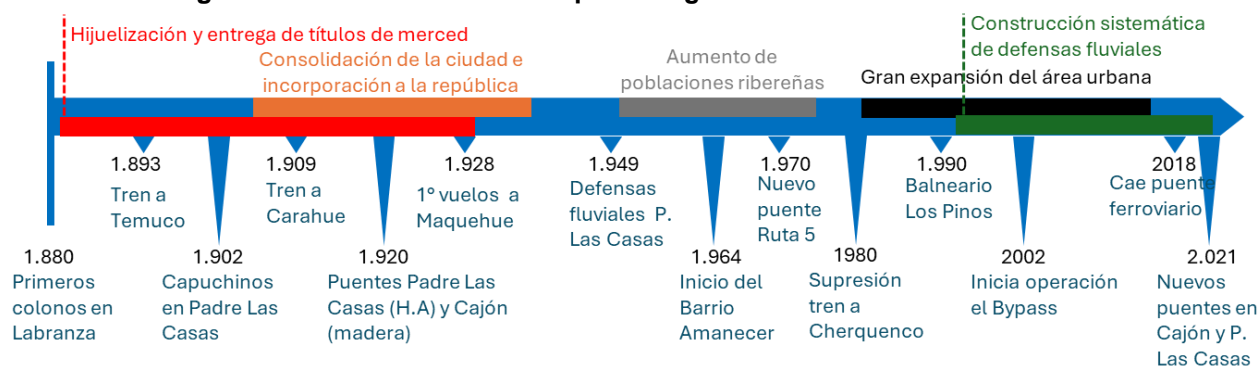 Hijuelización y entrega de títulos de merced
Consolidación de la ciudad e
incorporación a la república
Aumento de
poblaciones ribereñas
Gran expansión del área urbana
Construcción sistemática
de defensas fluviales
1.893
Tren a
Temuco
1.909
Tren a
Carahue
1.928
1º vuelos a
Maquehue
1.949
Defensas
fluviales P.
Las Casas
1.970
Nuevo
puente
Ruta 5
1.990
Balneario
Los Pinos
2018
Cae puente
ferroviario
1.880
Primeros
colonos en
Labranza
1.902
Capuchinos
en Padre Las
Casas
1.920
Puentes Padre Las
Casas (H.A) y Cajón
(madera)
1.964
Inicio del
Barrio
Amanecer
1980
Supresión
tren a
Cherquenco
2002
Inicia operación
el Bypass
2.021
Nuevos
puentes en
Cajón y P.
Las Casas